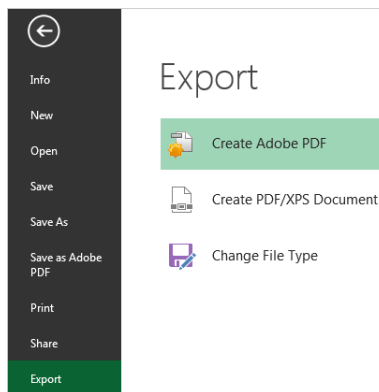 Info
New
Open
Save
Save As
Save as Adobe
PDF
Print
Share
Export
Export
Create Adobe PDF
Create PDF/XPS Document
Change File Type